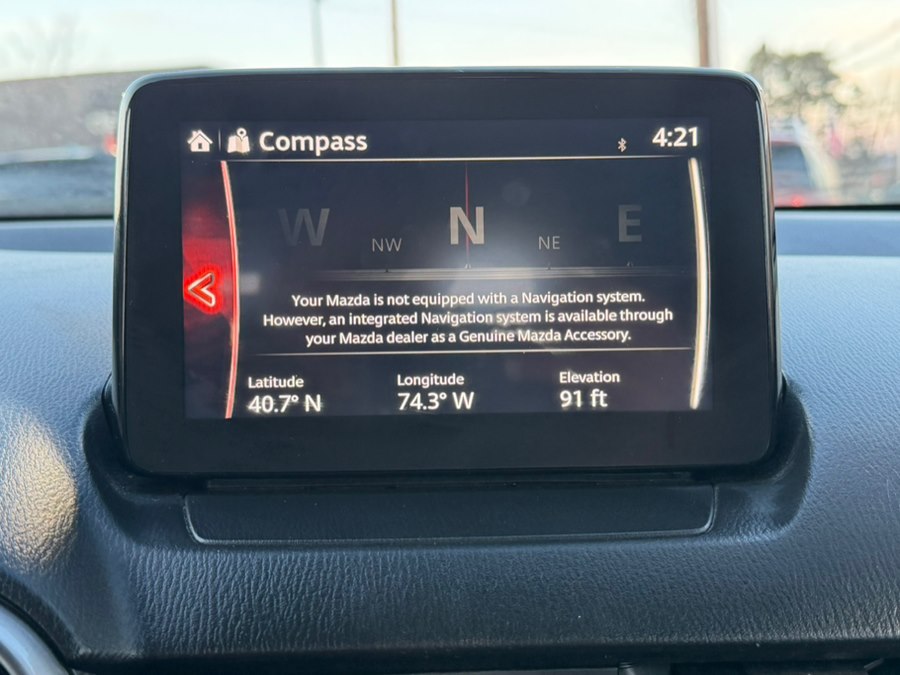 Compass 4:21
W NW N NE E
Your Mazda is not equipped with a Navigation system.
However, an integrated Navigation system is available through
your Mazda dealer as a Genuine Mazda Accessory.
Latitude Longitude Elevation
40.7° N 74.3° W 91 ft